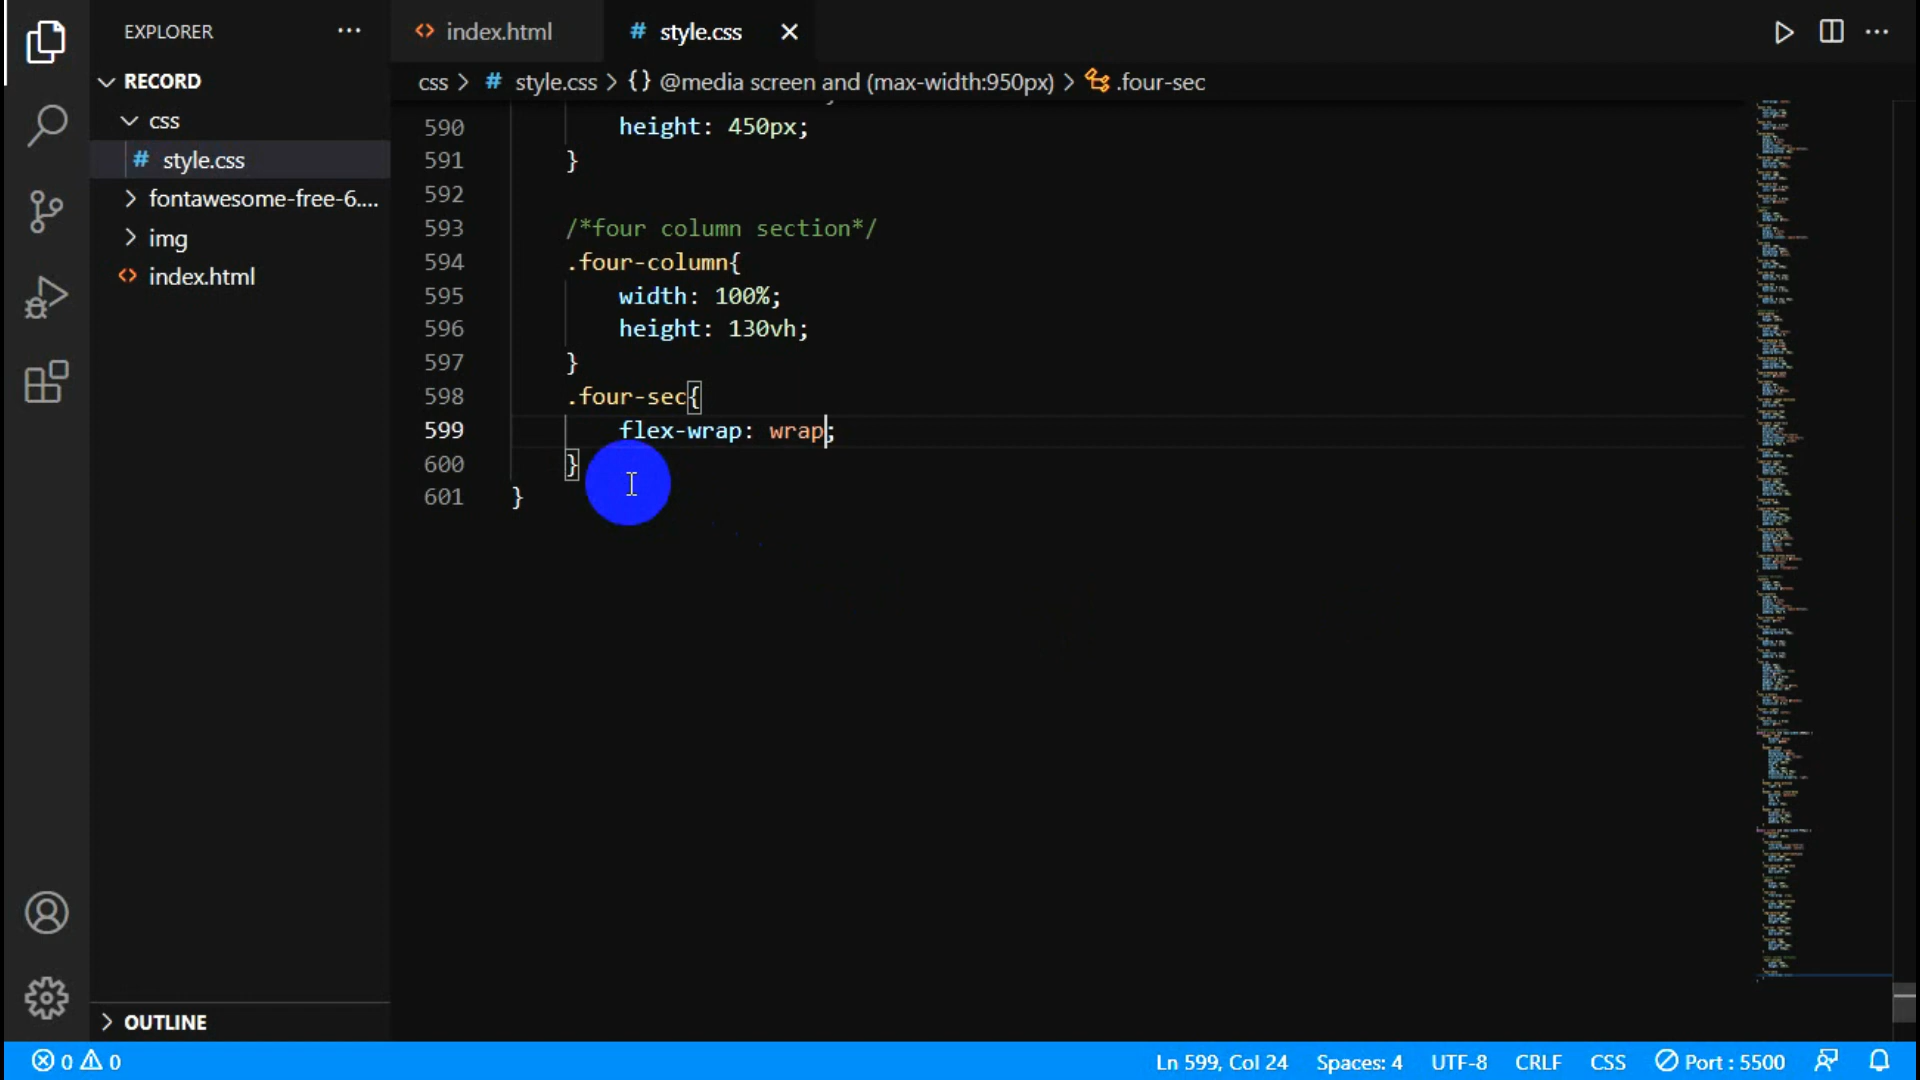 EXPLORER
RECORD
css
# style.css
fontawesome-free-6....
img
<> index.html
OUTLINE
<> index.html
# style.css
css > # style.css > {} @media screen and (max-width:950px) > .four-sec
590 height: 450px;
591 }
592
593 /*four column section*/
594 .four-column{
595 width: 100%;
596 height: 130vh;
597 }
598 .four-sec{
599 flex-wrap: wrap;
600 }
601 }
0 0
Ln 599, Col 24 Spaces: 4 UTF-8 CRLF CSS Port : 5500